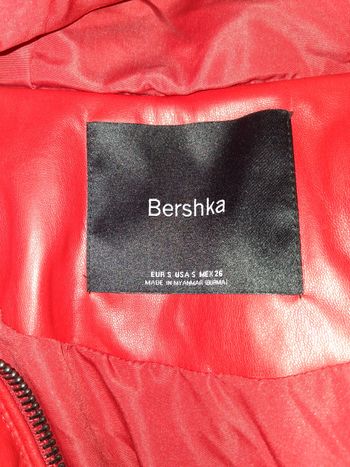 Bershka
EUR S USA S MEX 26
MADE IN MYANMAR (BURMA)